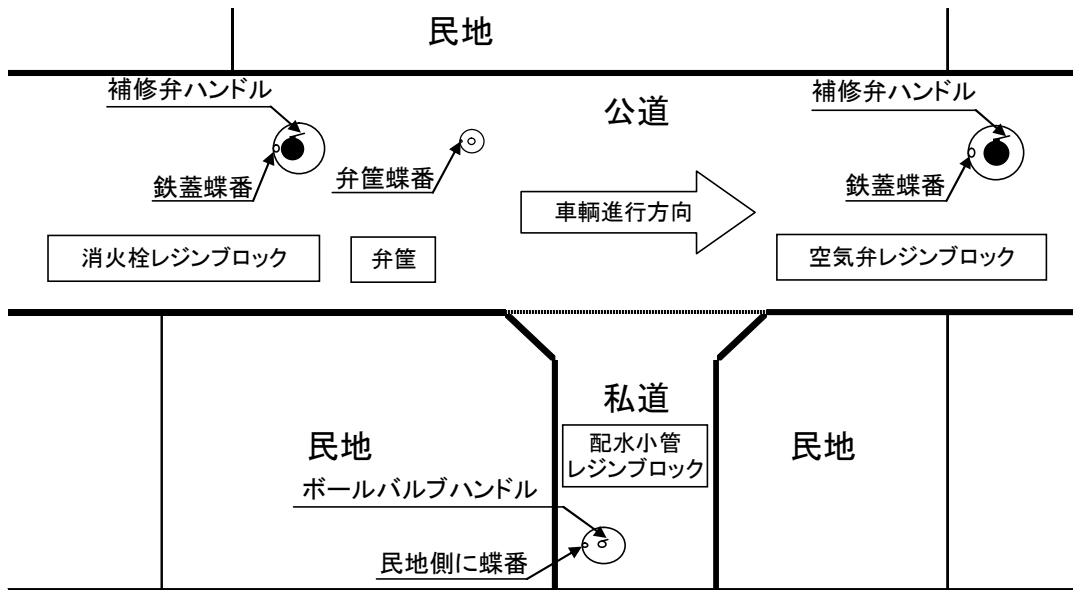 民地
補修弁ハンドル
公道
補修弁ハンドル
鉄蓋蝶番
弁筐蝶番
車輌進行方向
鉄蓋蝶番
消火栓レジンブロック
弁筐
空気弁レジンブロック
私道
民地
配水小管
レジンブロック
民地
ボールバルブハンドル
民地側に蝶番